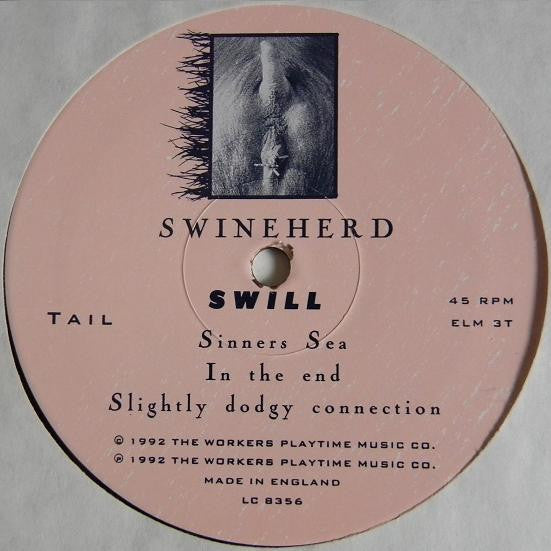 SWINEHERD
SWILL
TAIL
45 RPM
ELM 3T
Sinners Sea
In the end
Slightly dodgy connection
© 1992 THE WORKERS PLAYTIME MUSIC CO.
℗ 1992 THE WORKERS PLAYTIME MUSIC CO.
MADE IN ENGLAND
LC 8356